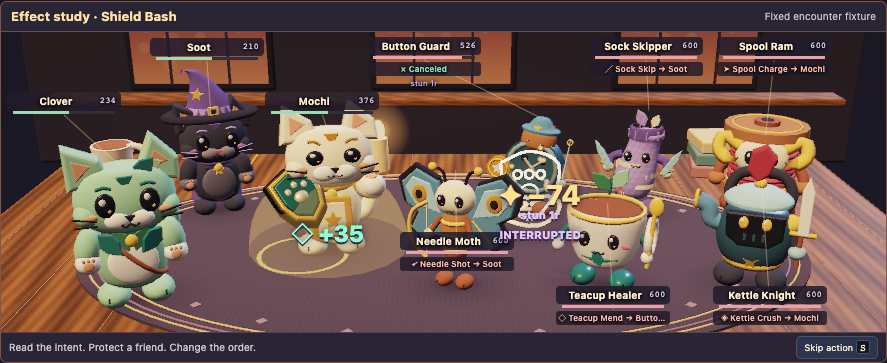 Effect study · Shield Bash
Fixed encounter fixture
Soot 210
Button Guard 526
× Canceled
stun 1r
Sock Skipper 600
Sock Skip → Soot
Spool Ram 600
Spool Charge → Mochi
Clover 234
Mochi 376
+35
-74
stun 1r
INTERRUPTED
Needle Moth 600
Needle Shot → Soot
Teacup Healer 600
Teacup Mend → Butto...
Kettle Knight 600
Kettle Crush → Mochi
Read the intent. Protect a friend. Change the order.
Skip action S